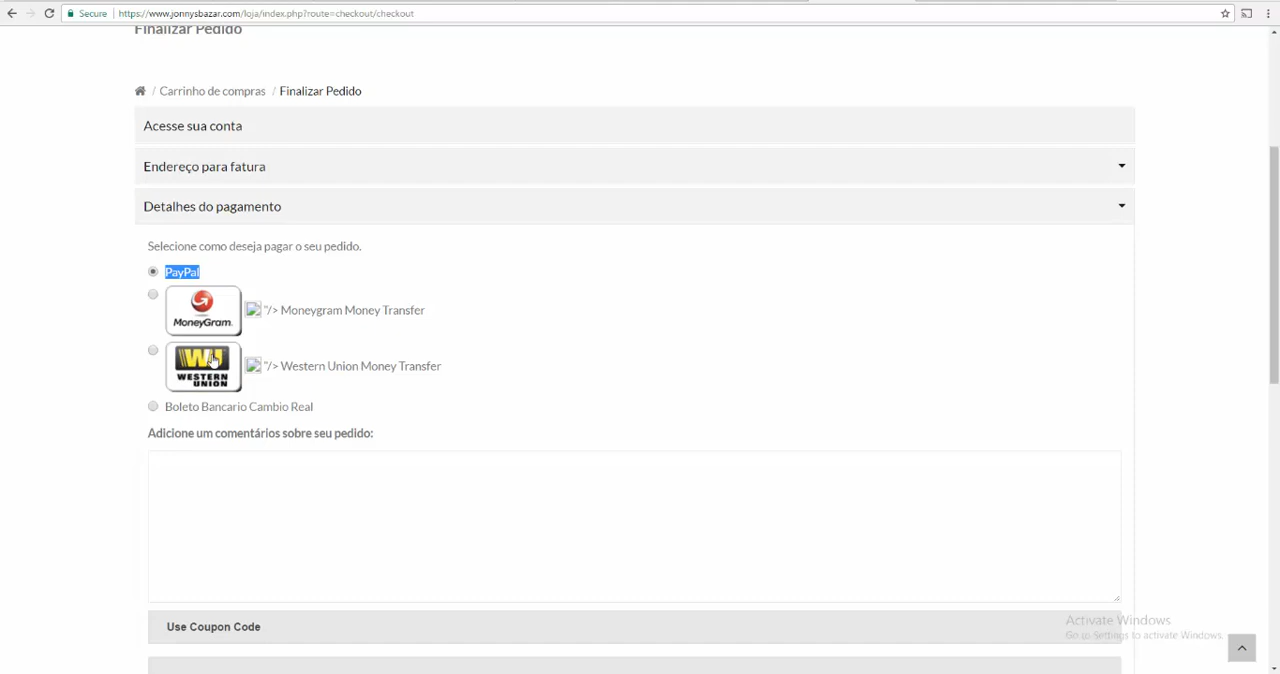 Secure https://www.jonnysbazar.com/loja/index.php?route=checkout/checkout
Finalizar Pedido
/ Carrinho de compras / Finalizar Pedido
Acesse sua conta
Endereço para fatura
Detalhes do pagamento
Selecione como deseja pagar o seu pedido.
PayPal
MoneyGram. "/> Moneygram Money Transfer
WU
WESTERN
UNION "/> Western Union Money Transfer
Boleto Bancario Cambio Real
Adicione um comentários sobre seu pedido:
Use Coupon Code
Activate Windows
Go to Settings to activate Windows.